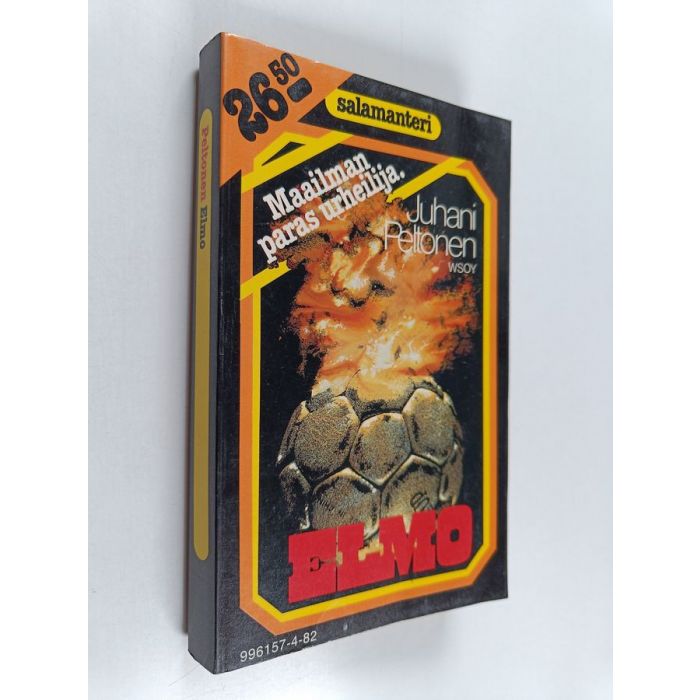 26 50
salamanteri
Maailman
paras urheilija.
Juhani
Peltonen
WSOY
ELMO
996157-4-82
Peltonen Elmo